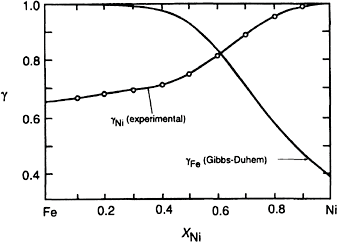 1.0
0.8
γ
0.6
0.4
γNi (experimental)
γFe (Gibbs-Duhem)
Fe 0.2 0.4 0.6 0.8 Ni
XNi